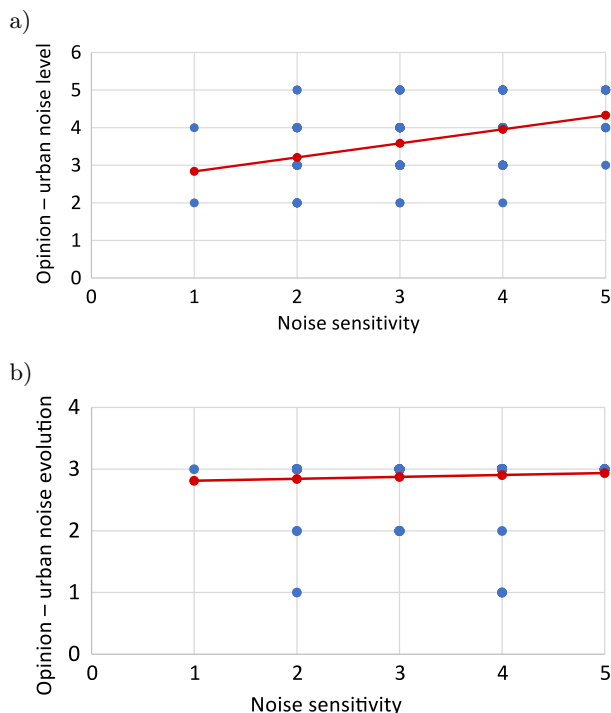 a)
Opinion – urban noise level
6
5
4
3
2
1
0
0 1 2 3 4 5
Noise sensitivity
b)
Opinion – urban noise evolution
4
3
2
1
0
0 1 2 3 4 5
Noise sensitivity